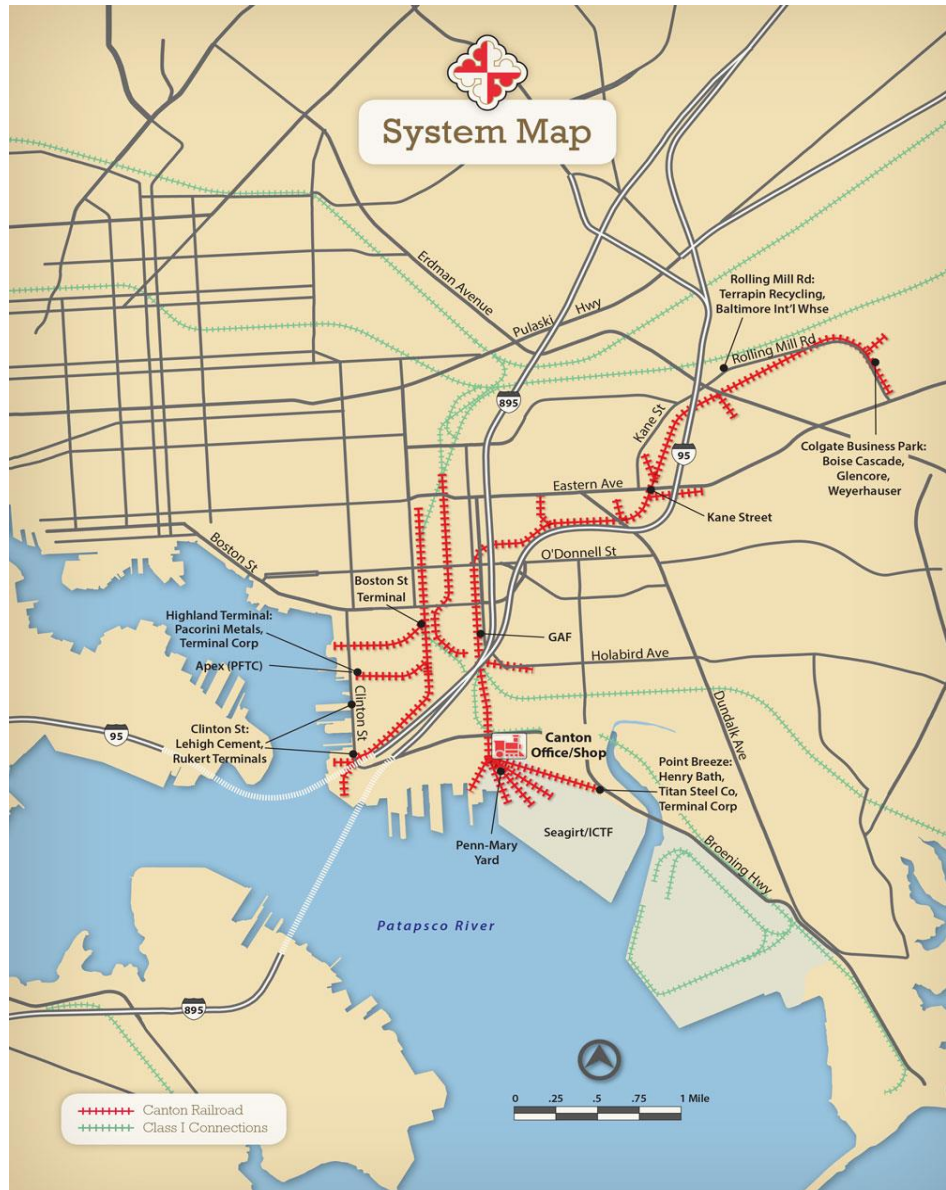 System Map
Erdman Avenue
Pulaski Hwy
Rolling Mill Rd:
Terrapin Recycling,
Baltimore Int'l Whse
Rolling Mill Rd
895
Kane St
95
Colgate Business Park:
Boise Cascade,
Glencore,
Weyerhauser
Eastern Ave
Kane Street
Boston St
O'Donnell St
Boston St
Terminal
Highland Terminal:
Pacorini Metals,
Terminal Corp
GAF
Holabird Ave
Apex (PFTC)
Clinton St
Dundalk Ave
95
Clinton St:
Lehigh Cement,
Rukert Terminals
Canton
Office/Shop
Point Breeze:
Henry Bath,
Titan Steel Co,
Terminal Corp
Seagirt/ICTF
Penn-Mary
Yard
Broening Hwy
Patapsco River
895
0 .25 .5 .75 1 Mile
Canton Railroad
Class I Connections